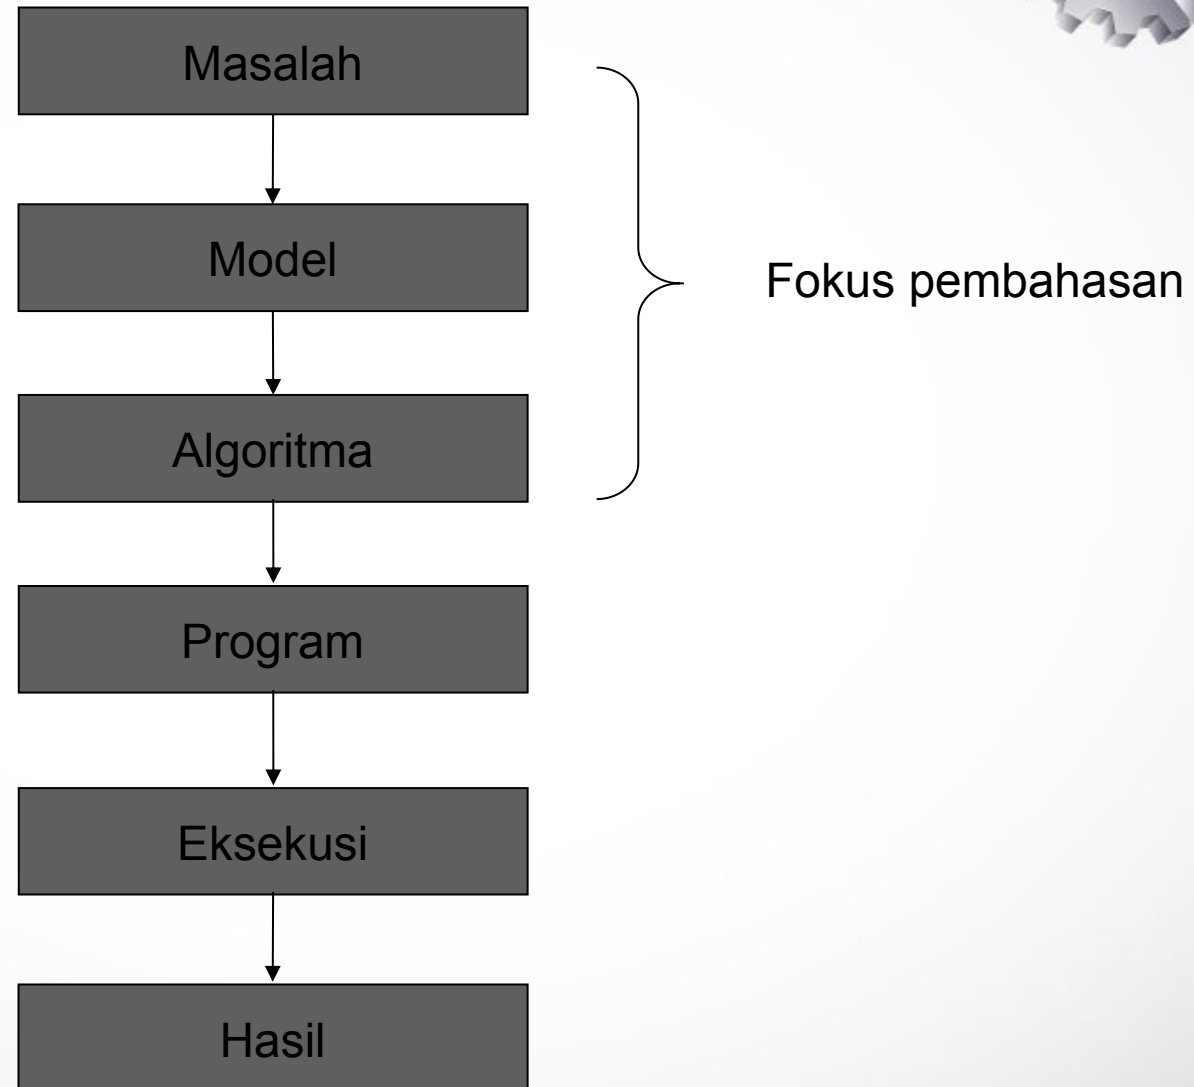 Masalah
Model
Fokus pembahasan
Algoritma
Program
Eksekusi
Hasil